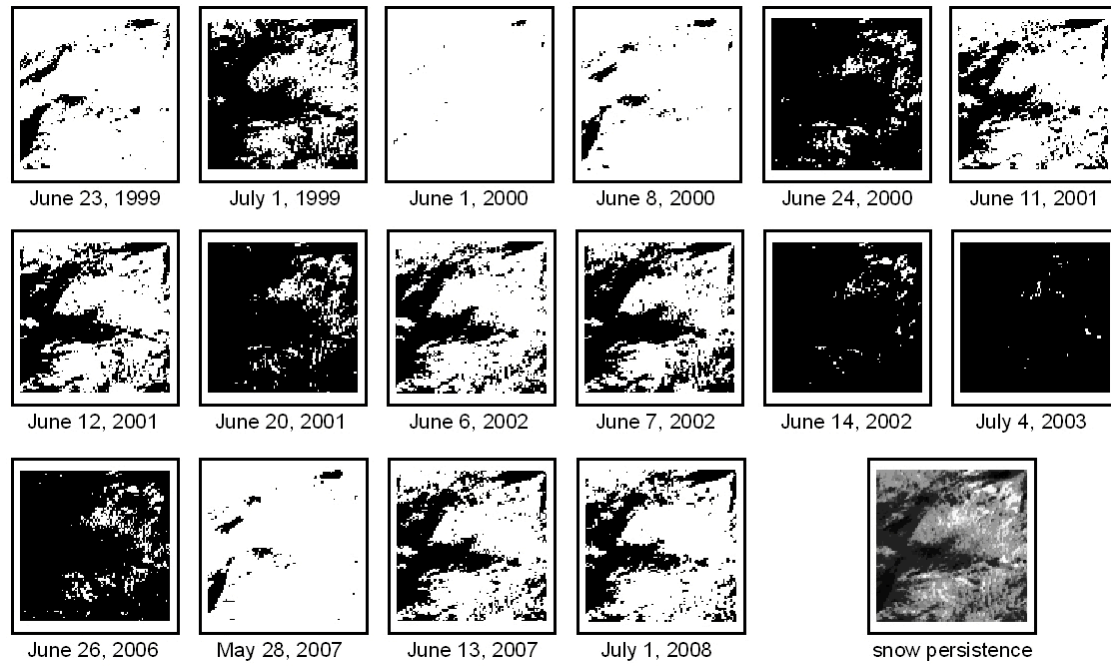 June 23, 1999
July 1, 1999
June 1, 2000
June 8, 2000
June 24, 2000
June 11, 2001
June 12, 2001
June 20, 2001
June 6, 2002
June 7, 2002
June 14, 2002
July 4, 2003
June 26, 2006
May 28, 2007
June 13, 2007
July 1, 2008
snow persistence